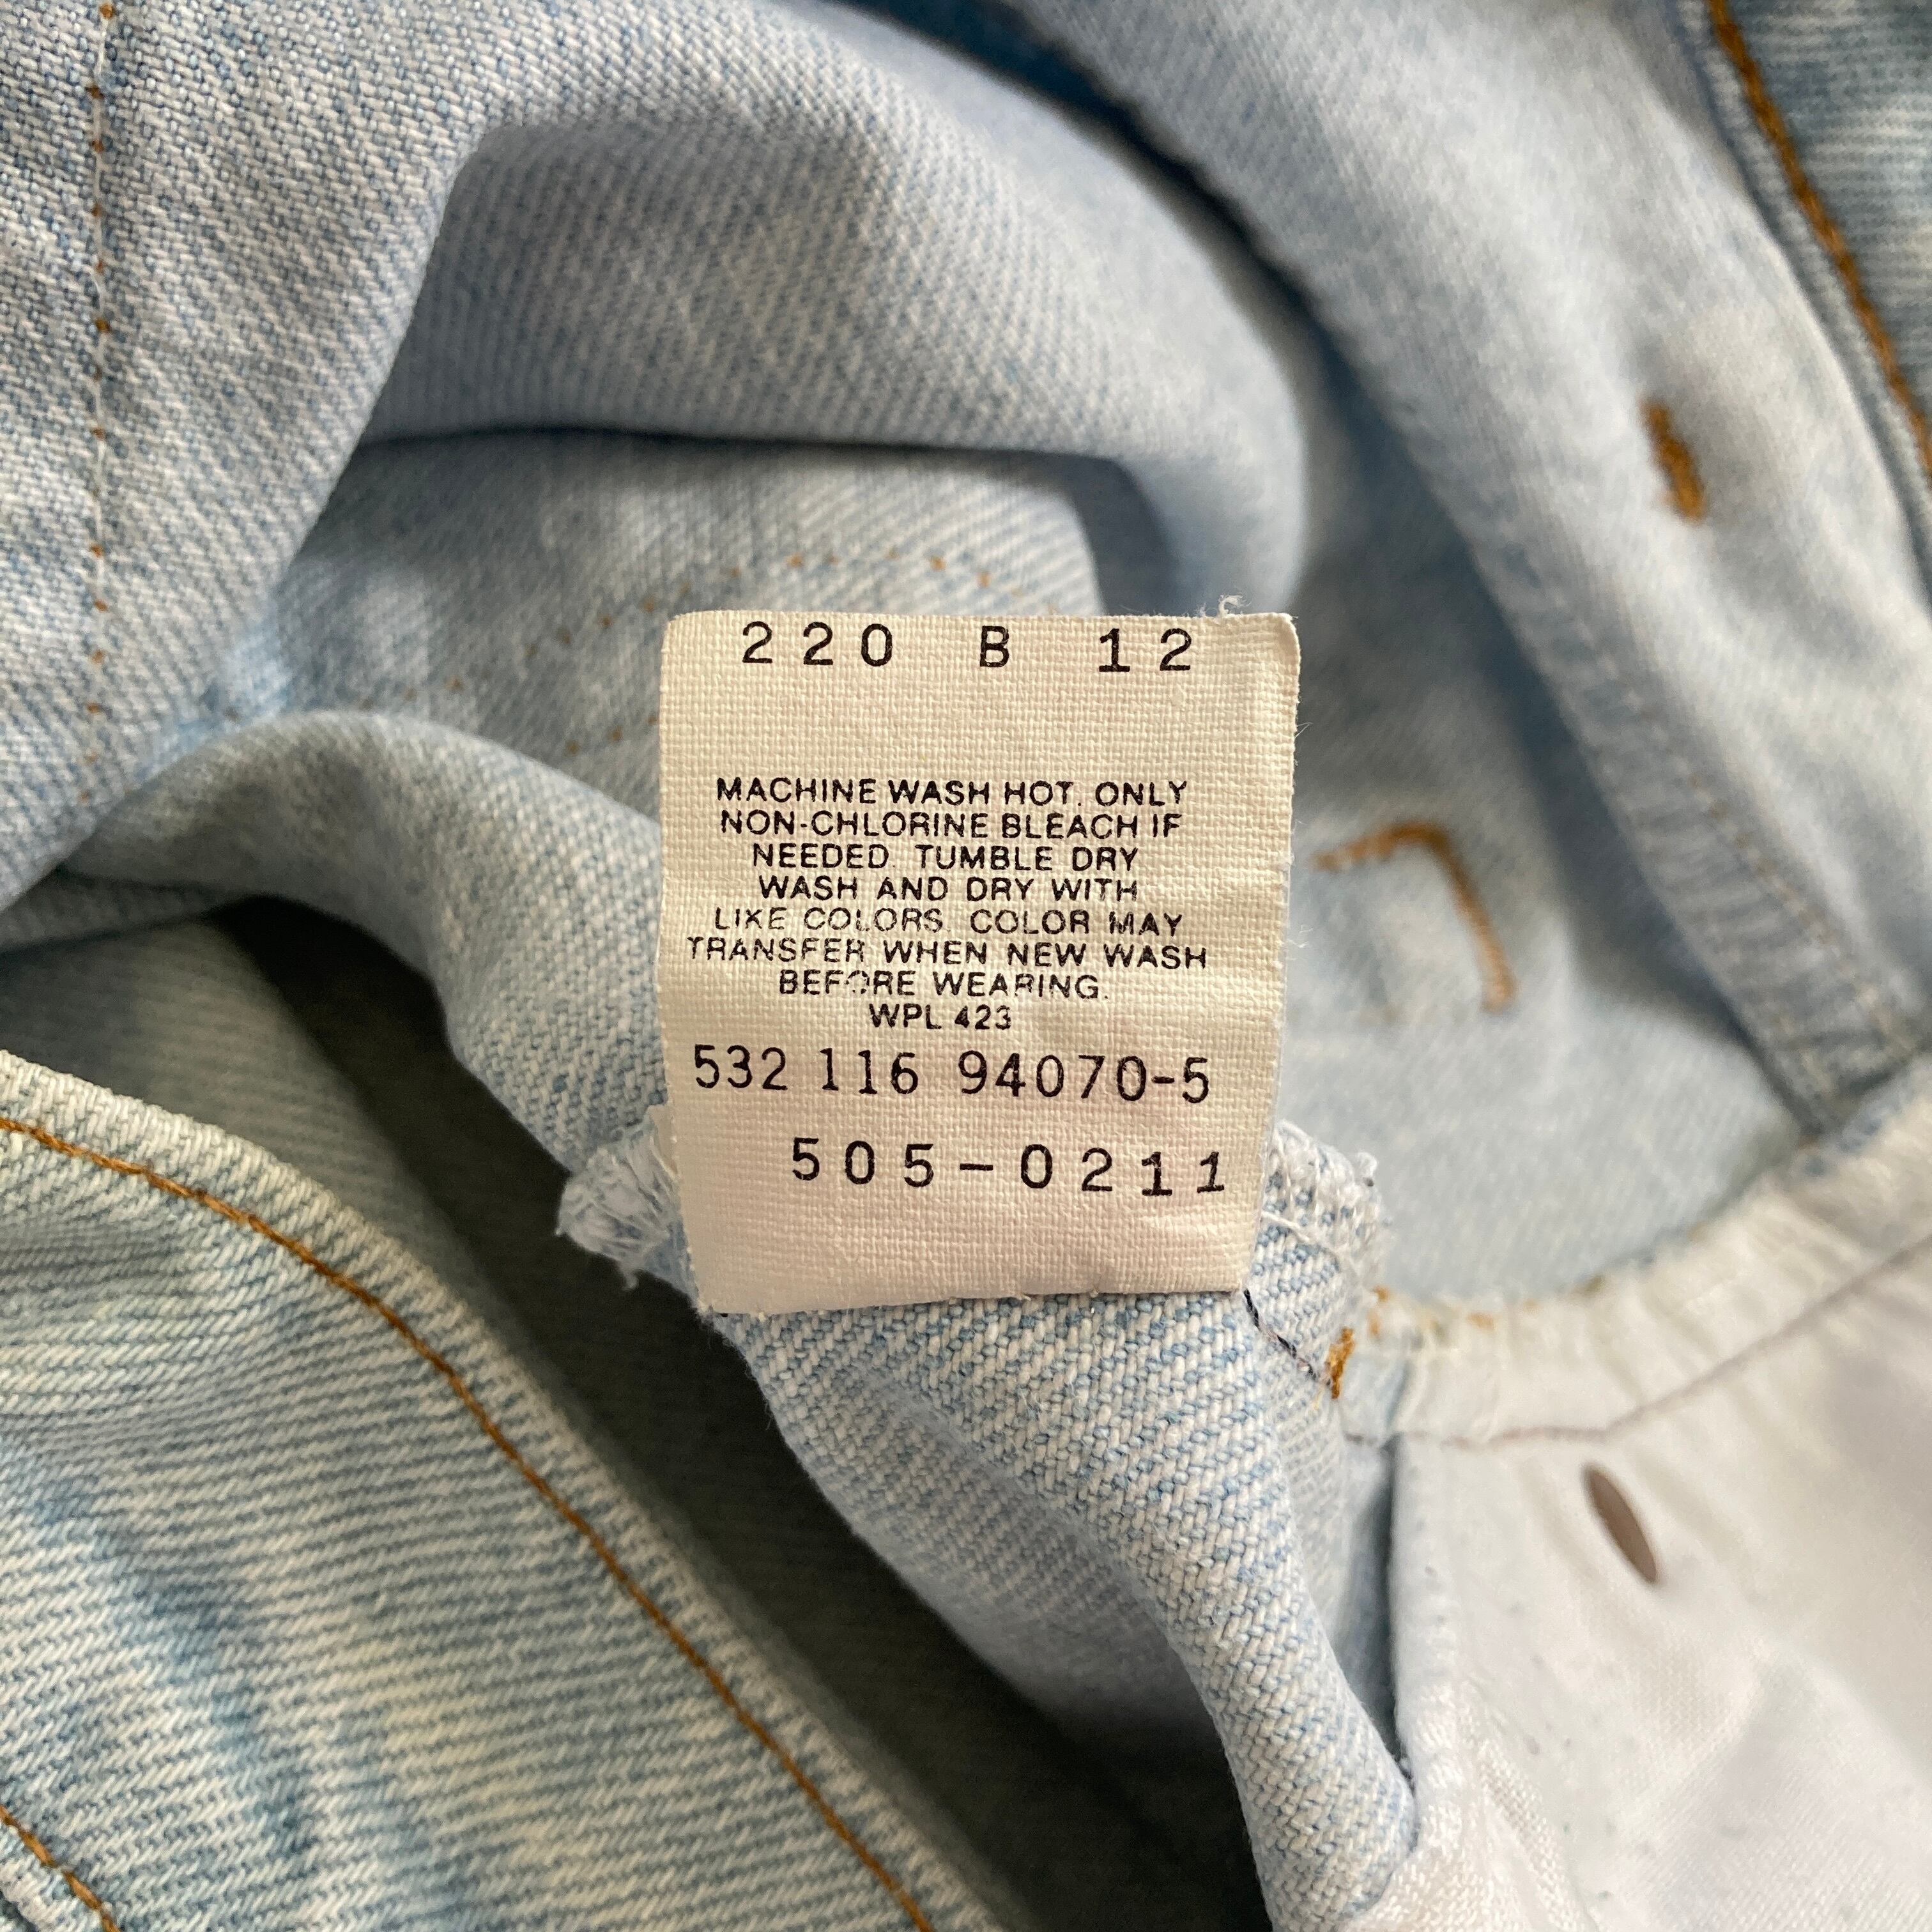 220 B 12
MACHINE WASH HOT. ONLY
NON-CHLORINE BLEACH IF
NEEDED. TUMBLE DRY
WASH AND DRY WITH
LIKE COLORS. COLOR MAY
TRANSFER WHEN NEW WASH
BEFORE WEARING.
WPL 423
532 116 94070-5
505-0211